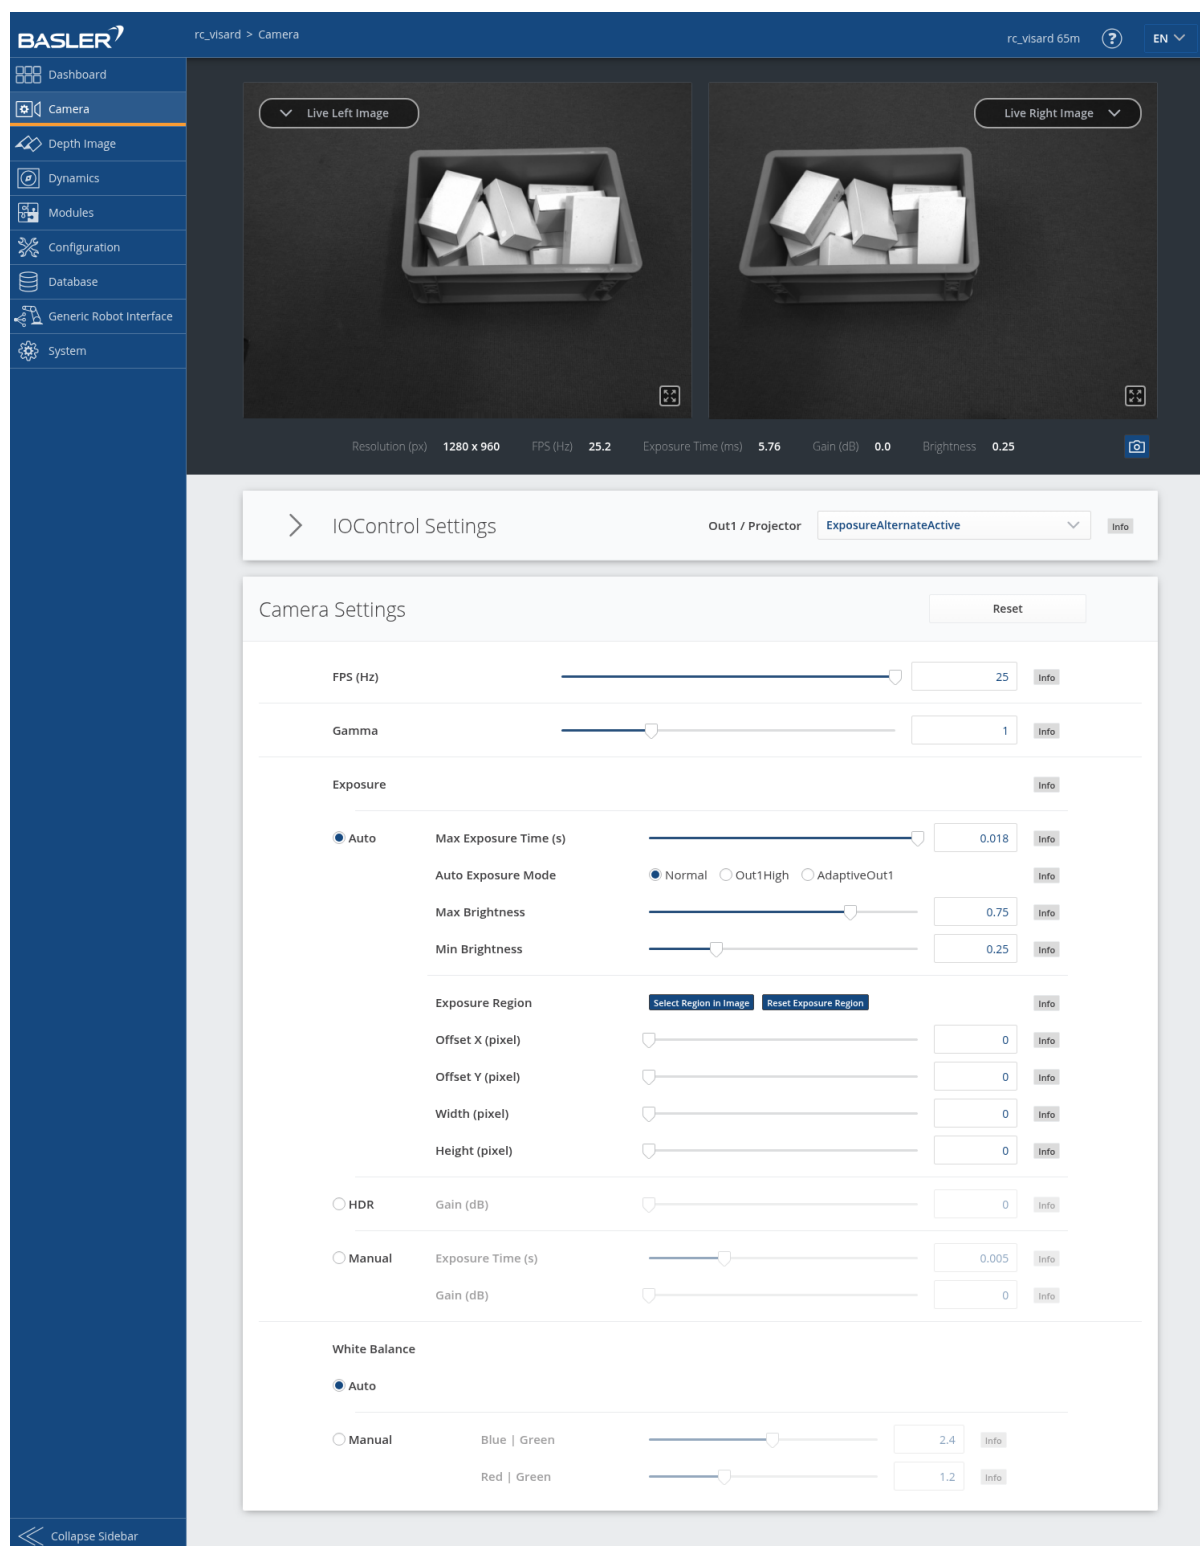 BASLER
rc_visard > Camera
rc_visard 65m
?
EN
Dashboard
Camera
Depth Image
Dynamics
Modules
Configuration
Database
Generic Robot Interface
System
Live Left Image
Live Right Image
Resolution (px) 1280 x 960 FPS (Hz) 25.2 Exposure Time (ms) 5.76 Gain (dB) 0.0 Brightness 0.25
IOControl Settings Out1 / Projector ExposureAlternateActive Info
Camera Settings Reset
FPS (Hz) 25 Info
Gamma 1 Info
Exposure Info
Auto Max Exposure Time (s) 0.018 Info
Auto Exposure Mode Normal Out1High AdaptiveOut1 Info
Max Brightness 0.75 Info
Min Brightness 0.25 Info
Exposure Region Select Region in Image Reset Exposure Region Info
Offset X (pixel) 0 Info
Offset Y (pixel) 0 Info
Width (pixel) 0 Info
Height (pixel) 0 Info
HDR Gain (dB) 0 Info
Manual Exposure Time (s) 0.005 Info
Gain (dB) 0 Info
White Balance
Auto
Manual Blue | Green 2.4 Info
Red | Green 1.2 Info
Collapse Sidebar